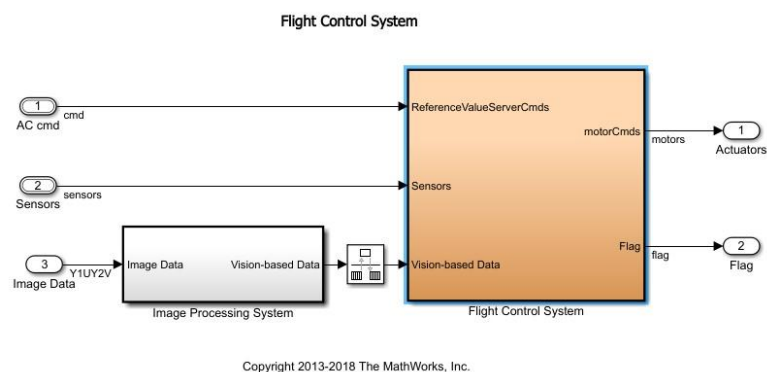 Flight Control System
1
cmd
AC cmd
ReferenceValueServerCmds
motorCmds
motors
1
Actuators
2
sensors
Sensors
Sensors
3
Y1UY2V
Image Data
Image Data
Vision-based Data
Image Processing System
Vision-based Data
Flag
flag
2
Flag
Flight Control System
Copyright 2013-2018 The MathWorks, Inc.